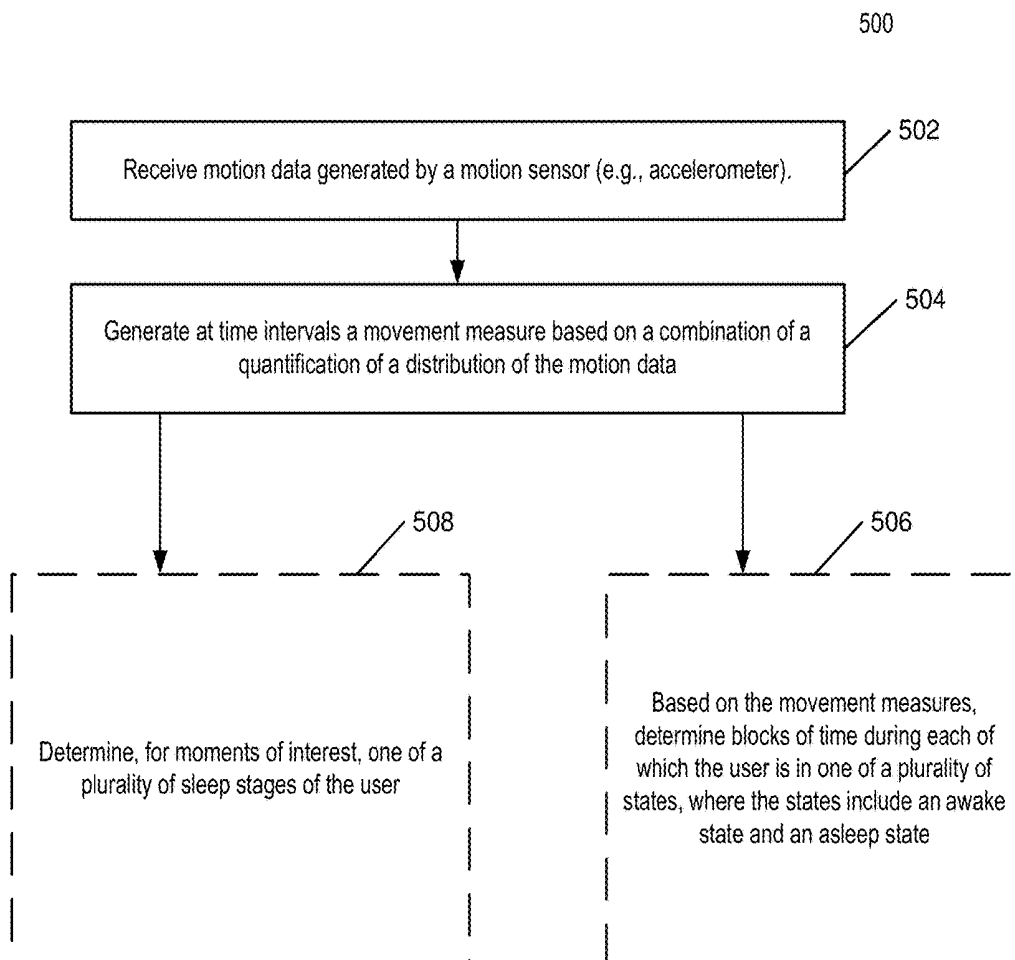 500
502
Receive motion data generated by a motion sensor (e.g., accelerometer).
504
Generate at time intervals a movement measure based on a combination of a
quantification of a distribution of the motion data
508
506
Determine, for moments of interest, one of a
plurality of sleep stages of the user
Based on the movement measures,
determine blocks of time during each of
which the user is in one of a plurality of
states, where the states include an awake
state and an asleep state